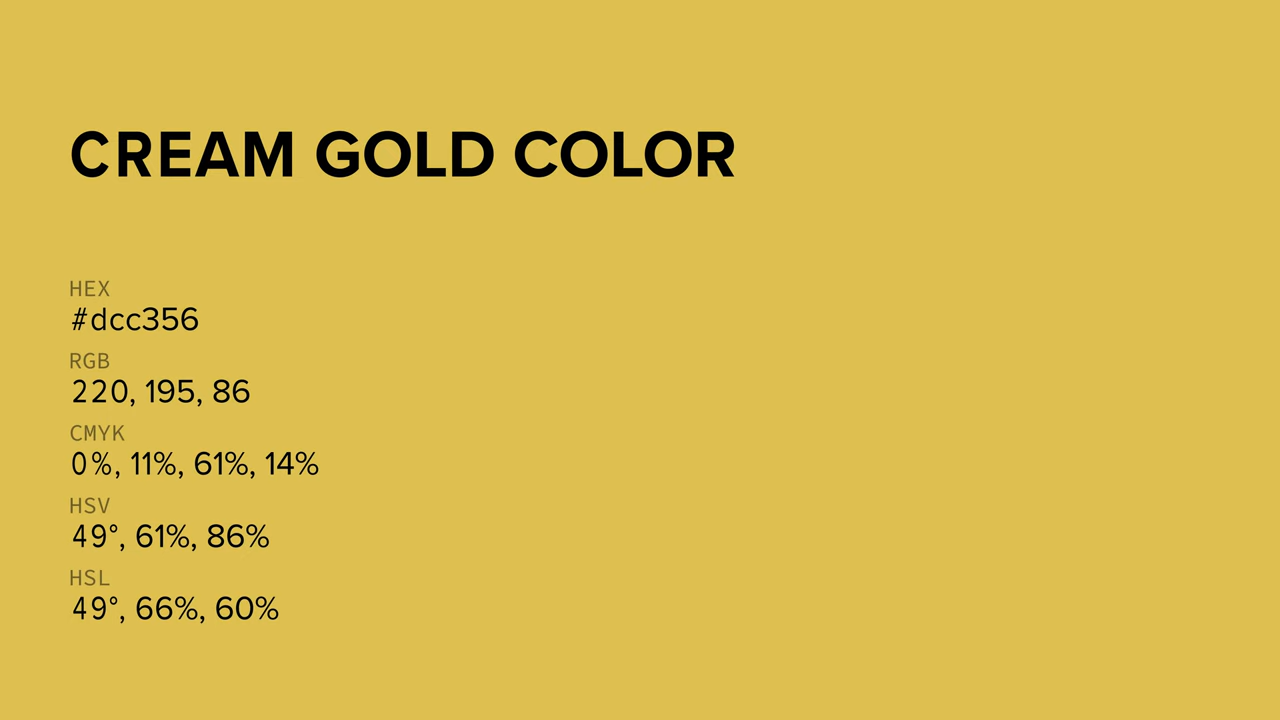 CREAM GOLD COLOR
HEX
#dcc356
RGB
220, 195, 86
CMYK
0%, 11%, 61%, 14%
HSV
49°, 61%, 86%
HSL
49°, 66%, 60%